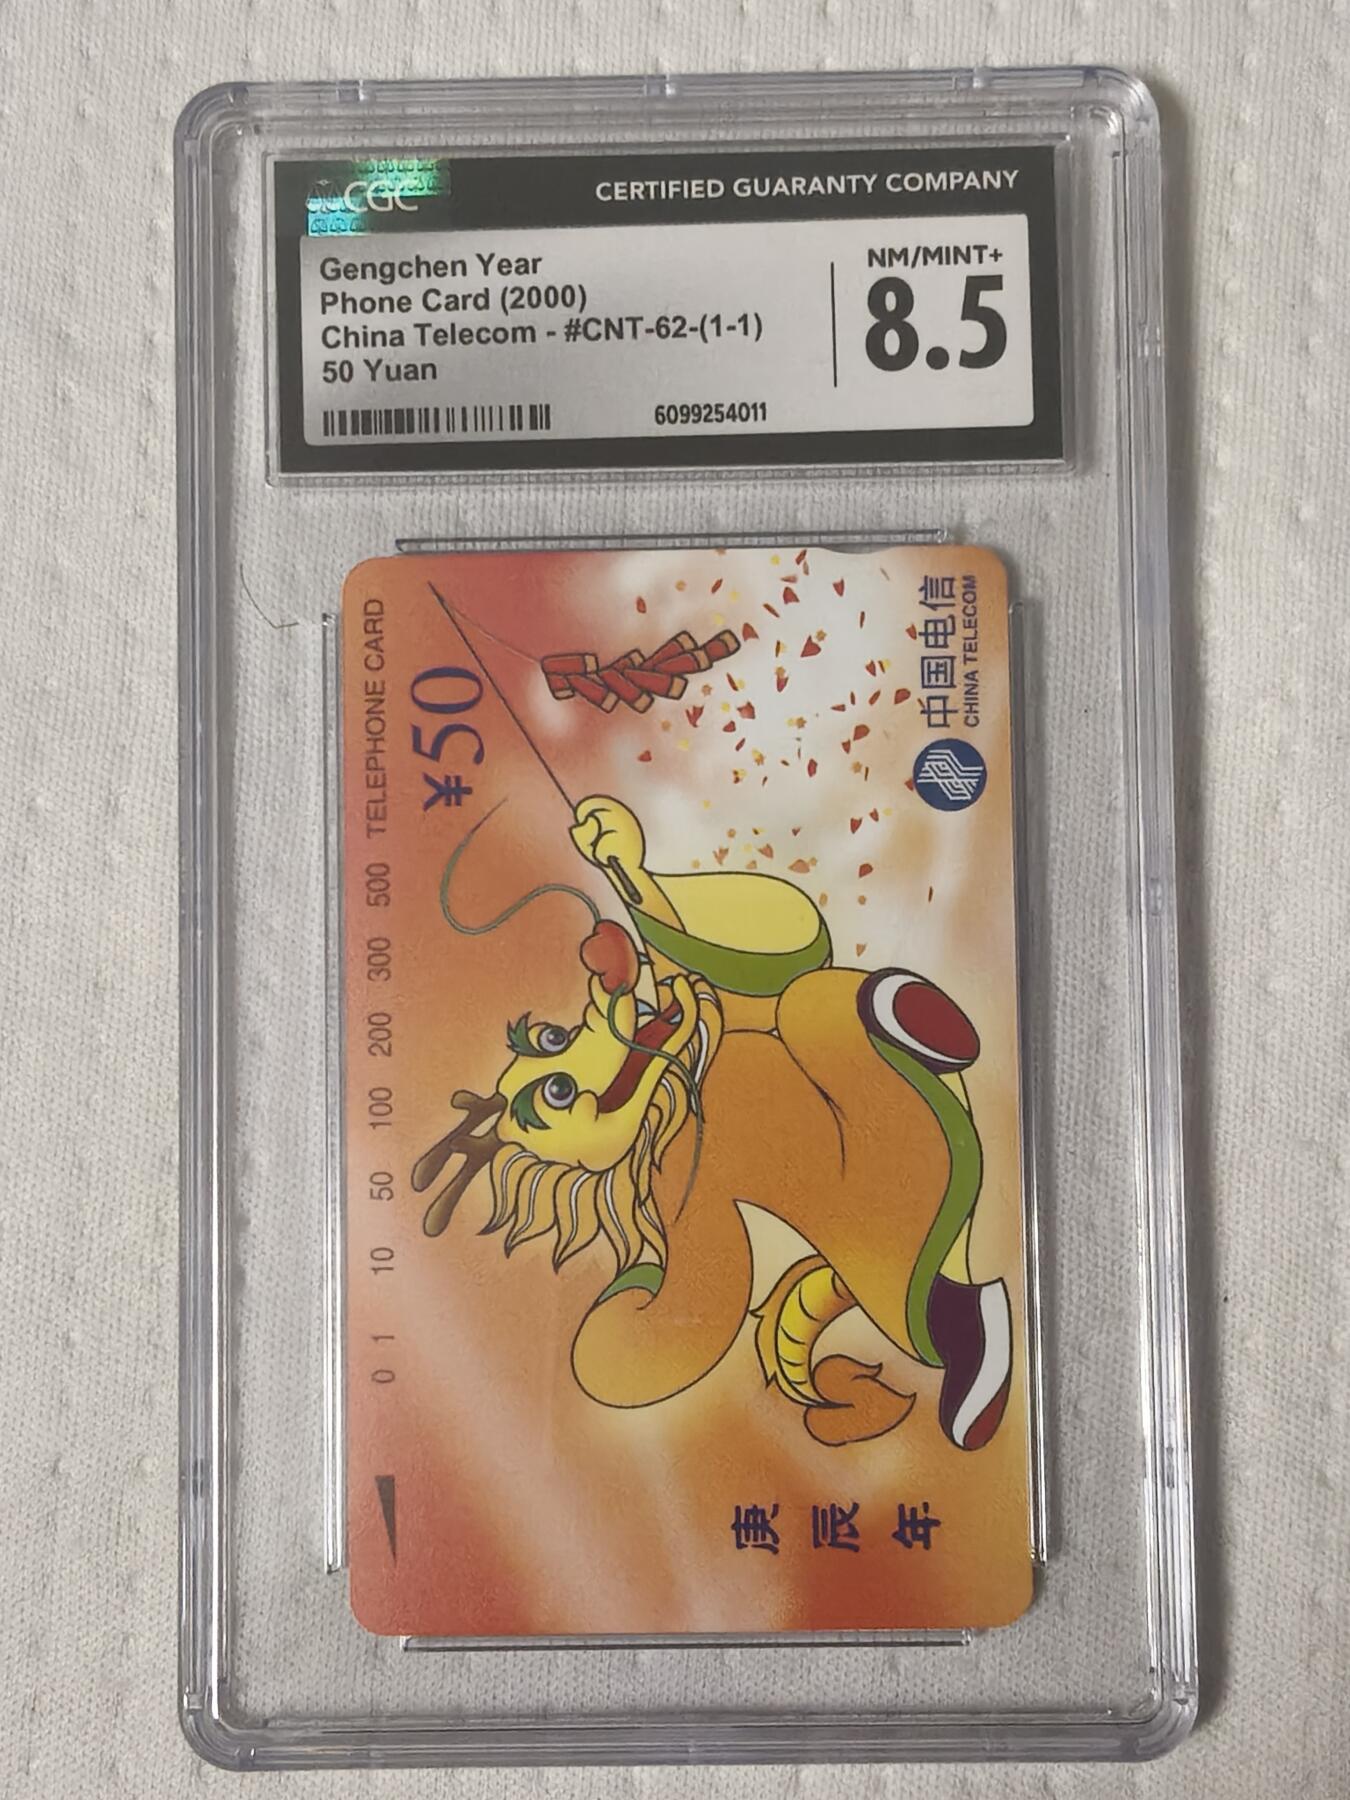 CGC
CERTIFIED GUARANTY COMPANY
Gengchen Year
Phone Card (2000)
China Telecom - #CNT-62-(1-1)
50 Yuan
NM/MINT+
8.5
6099254011
0 1 10 50 100 200 300 500 TELEPHONE CARD
¥50
中国电信
CHINA TELECOM
庚辰年